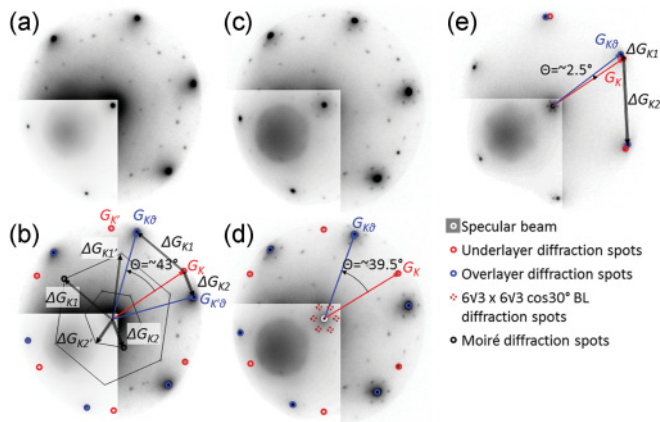 (a)
(c)
(e)
G_Kθ
ΔG_K1
Θ=~2.5°
G_K
ΔG_K2
(b)
G_K'
G_Kθ
ΔG_K1
ΔG_K1'
Θ=~43°
G_K
ΔG_K2
G_K'θ
ΔG_K1
ΔG_K2'
ΔG_K2
(d)
G_Kθ
Θ=~39.5°
G_K
Specular beam
Underlayer diffraction spots
Overlayer diffraction spots
6√3 x 6√3 cos30° BL
diffraction spots
Moiré diffraction spots